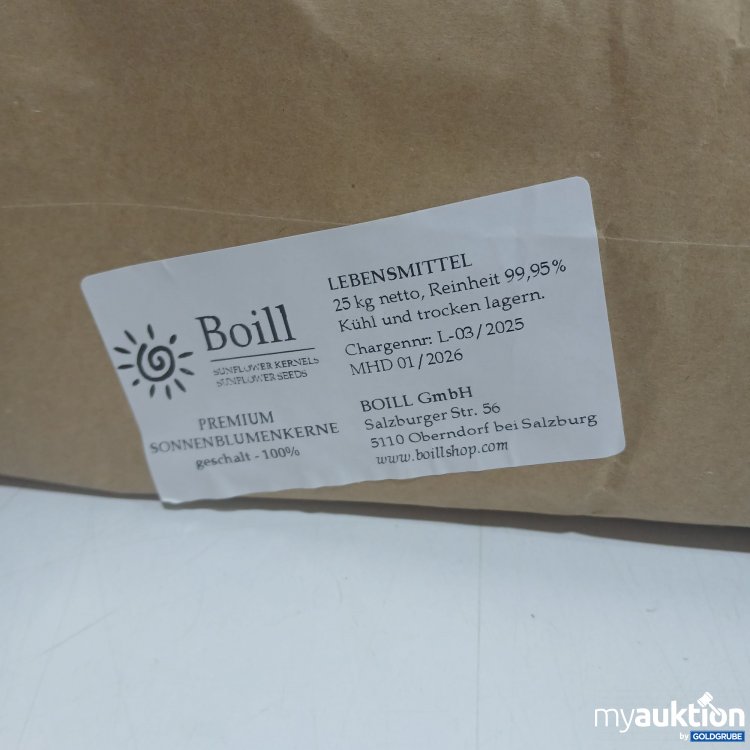 Boill
SUNFLOWER KERNELS
SUNFLOWER SEEDS
PREMIUM
SONNENBLUMENKERNE
geschalt - 100%
LEBENSMITTEL
25 kg netto, Reinheit 99,95%
Kühl und trocken lagern.
Chargennr: L-03/2025
MHD 01/2026
BOILL GmbH
Salzburger Str. 56
5110 Oberndorf bei Salzburg
www.boillshop.com
myauktion
by GOLDGRUBE